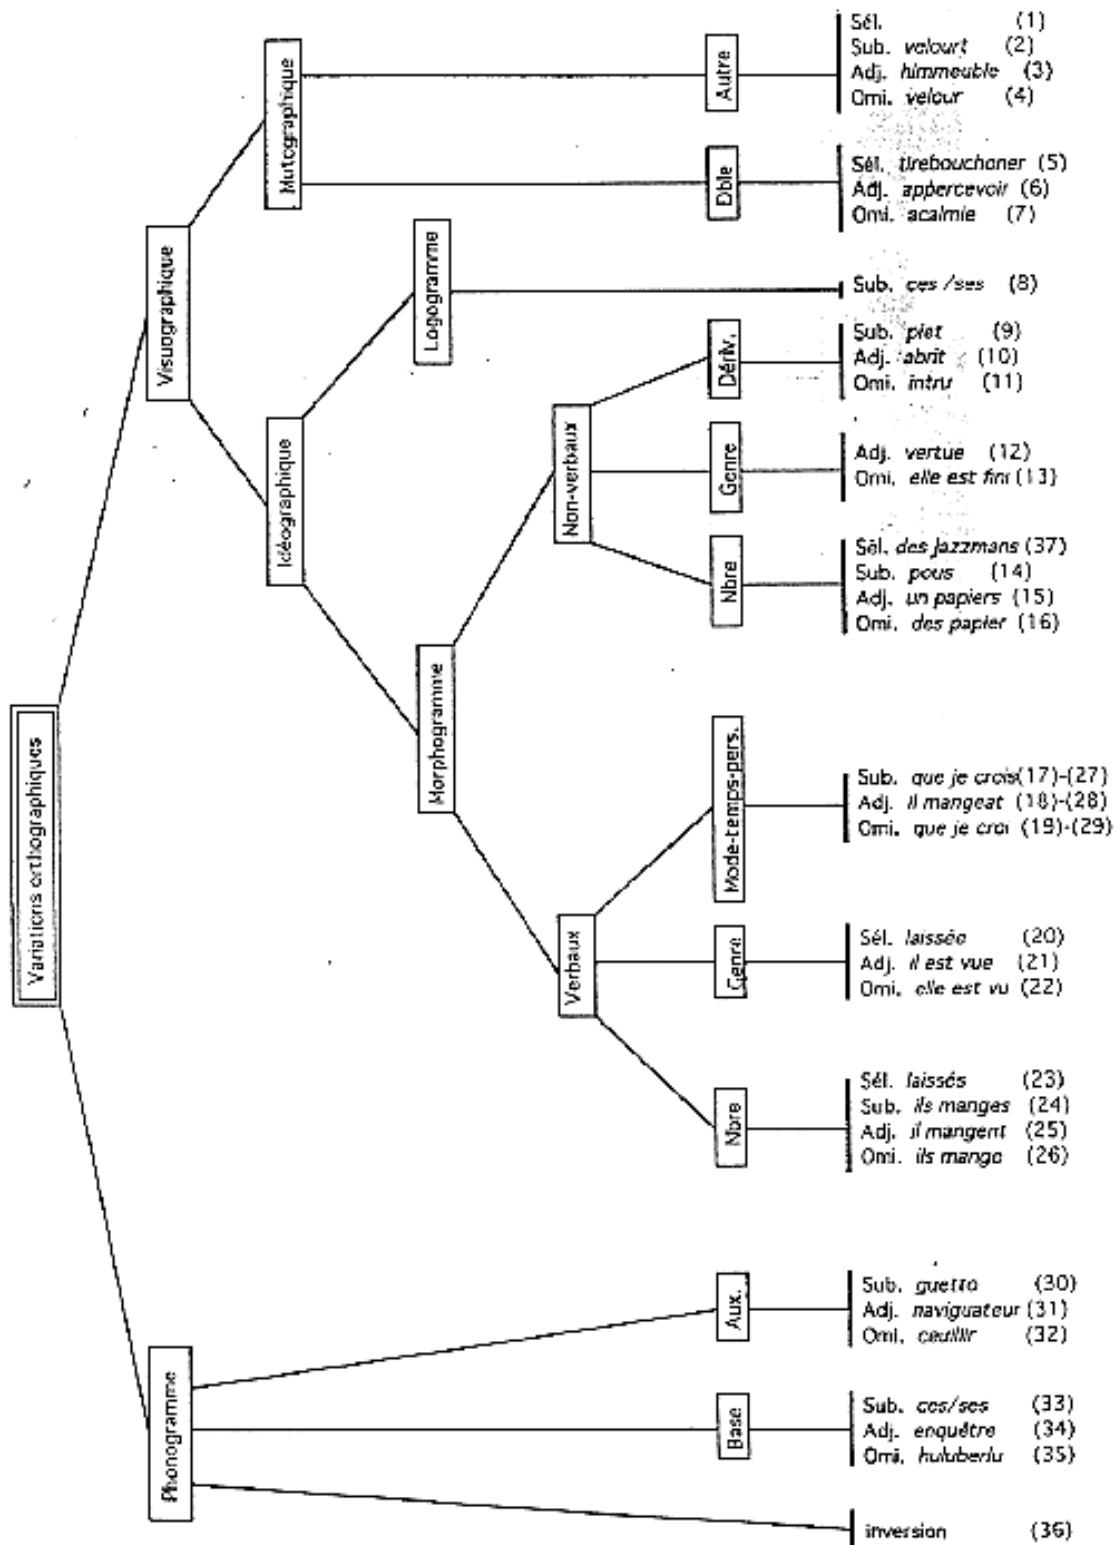 Variations orthographiques
Phonogramme
Visuographique
Idéographique
Mutographique
Morphogramme
Logogramme
Verbaux
Non-verbaux
Base
Aux.
Nbre
Genre
Mode-temps-pers.
Nbre
Genre
Dériv.
Dble
Autre
Sél. (1)
Sub. velourt (2)
Adj. himmeuble (3)
Omi. velour (4)
Sél. tirebouchoner (5)
Adj. appercevoir (6)
Omi. acalmie (7)
Sub. ces /ses (8)
Sub. piet (9)
Adj. abrit (10)
Omi. intru (11)
Adj. vertue (12)
Omi. elle est fini (13)
Sél. des jazzmans (37)
Sub. pous (14)
Adj. un papiers (15)
Omi. des papier (16)
Sub. que je crois(17)-(27)
Adj. il mangeat (18)-(28)
Omi. que je croi (19)-(29)
Sél. laissée (20)
Adj. il est vue (21)
Omi. elle est vu (22)
Sél. laissés (23)
Sub. ils manges (24)
Adj. il mangent (25)
Omi. ils mange (26)
Sub. guetto (30)
Adj. naviguateur (31)
Omi. ceuillir (32)
Sub. ces/ses (33)
Adj. enquêtre (34)
Omi. huluberlu (35)
inversion (36)